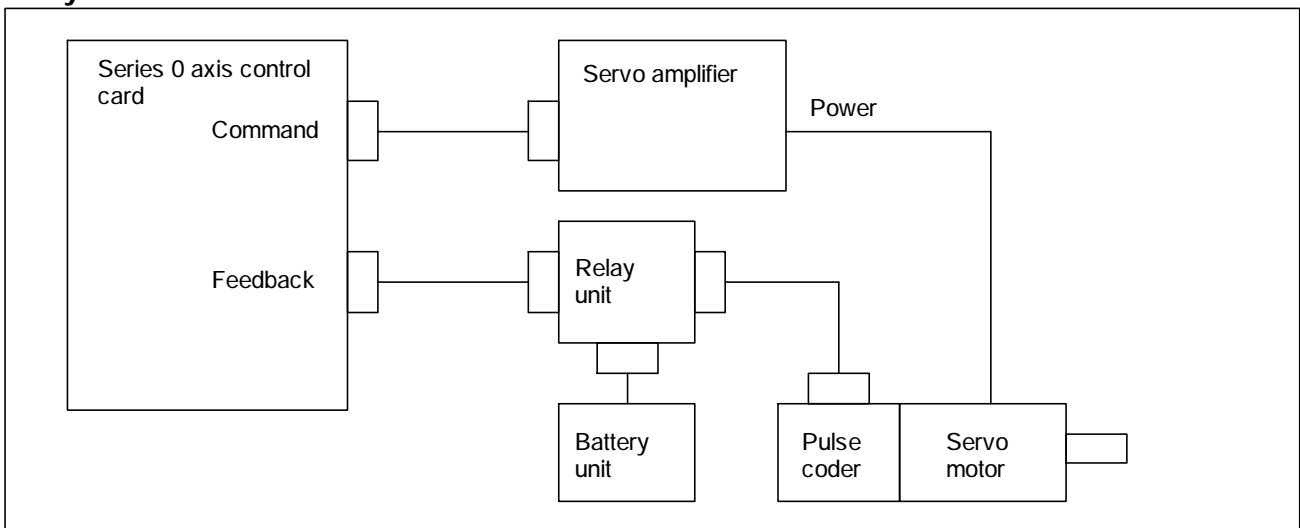 Series 0 axis control
card
Command
Feedback
Servo amplifier
Power
Relay
unit
Battery
unit
Pulse
coder
Servo
motor